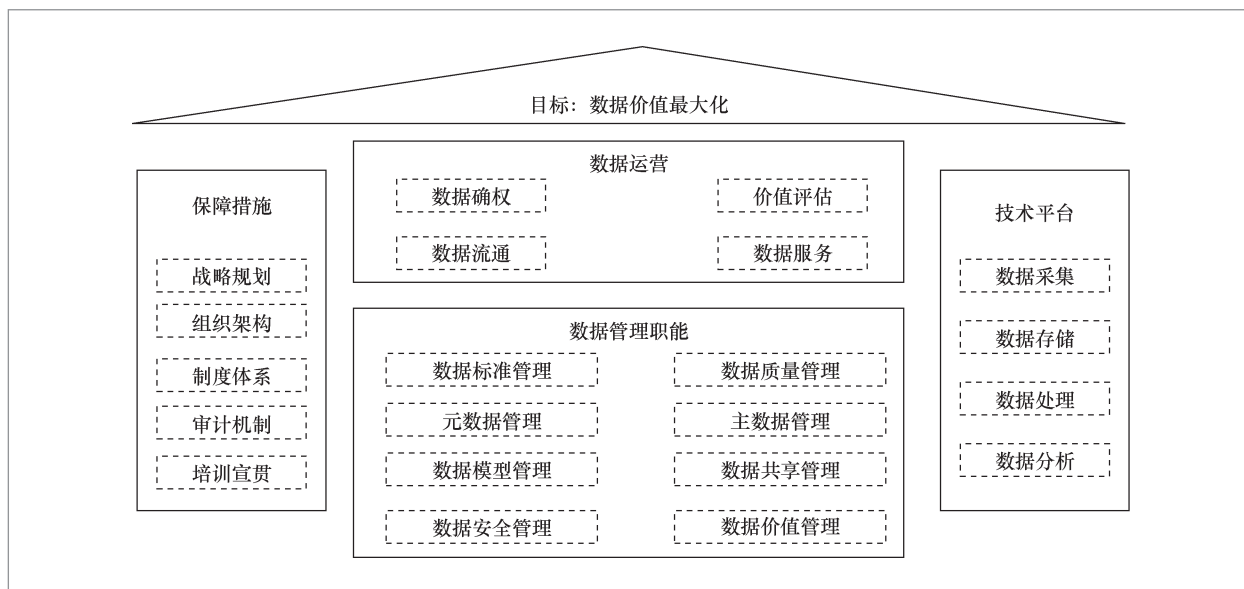 目标：数据价值最大化
保障措施
战略规划
组织架构
制度体系
审计机制
培训宣贯
数据运营
数据确权
价值评估
数据流通
数据服务
数据管理职能
数据标准管理
数据质量管理
元数据管理
主数据管理
数据模型管理
数据共享管理
数据安全管理
数据价值管理
技术平台
数据采集
数据存储
数据处理
数据分析